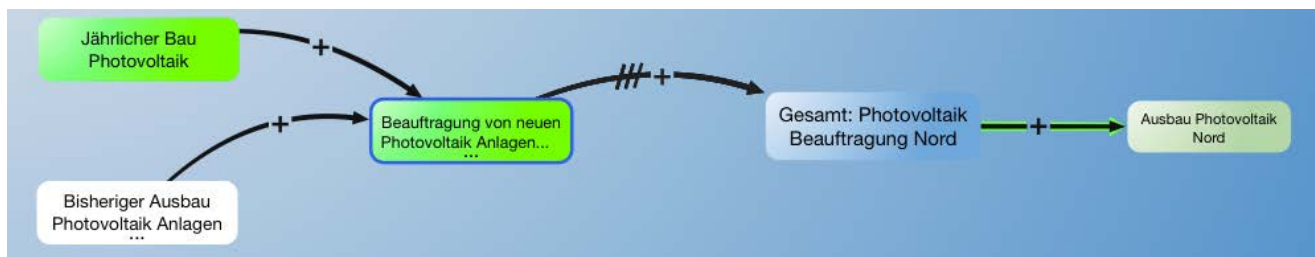 Jährlicher Bau
Photovoltaik
+
Bisheriger Ausbau
Photovoltaik Anlagen
...
+
Beauftragung von neuen
Photovoltaik Anlagen...
...
+
Gesamt: Photovoltaik
Beauftragung Nord
+
Ausbau Photovoltaik
Nord